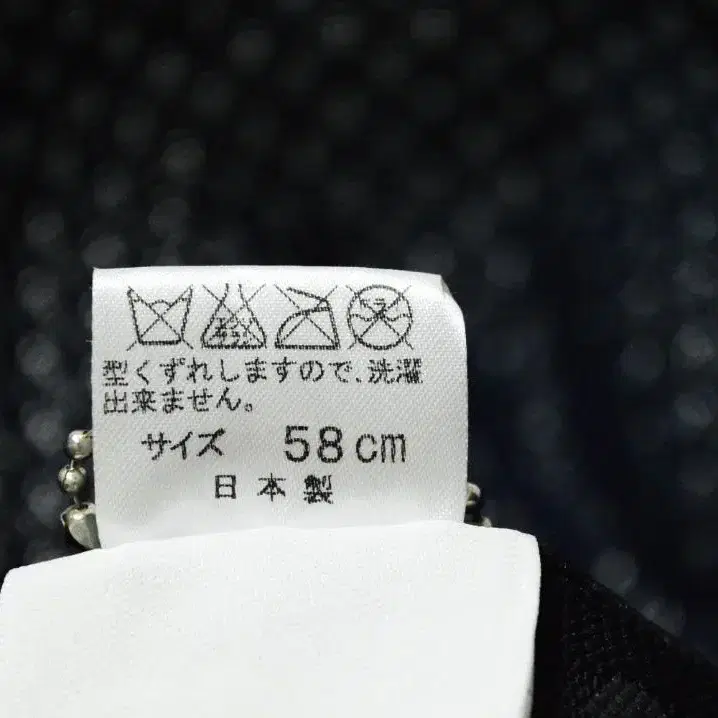 型くずれしますので、洗濯
出来ません。
サイズ 58cm
日本製